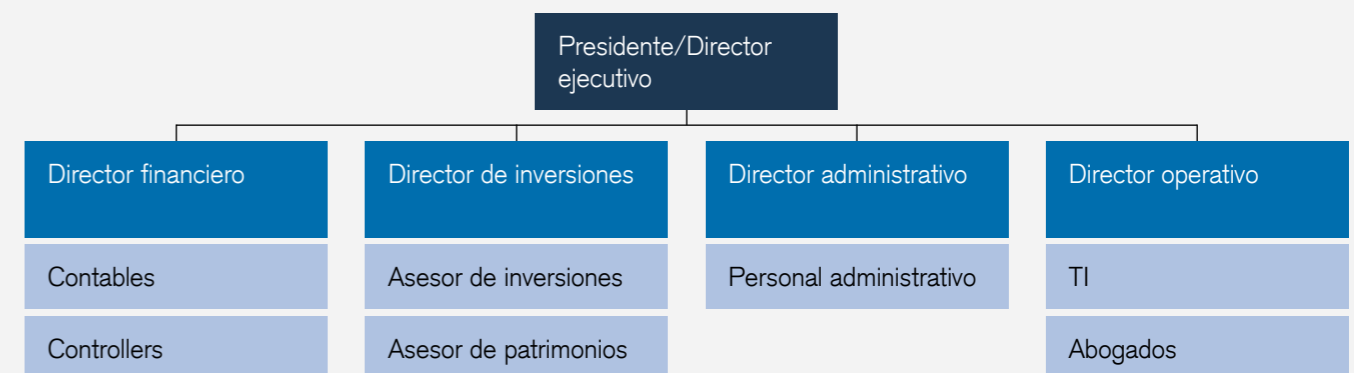 Presidente/Director
ejecutivo
Director financiero
Director de inversiones
Director administrativo
Director operativo
Contables
Asesor de inversiones
Personal administrativo
TI
Controllers
Asesor de patrimonios
Abogados